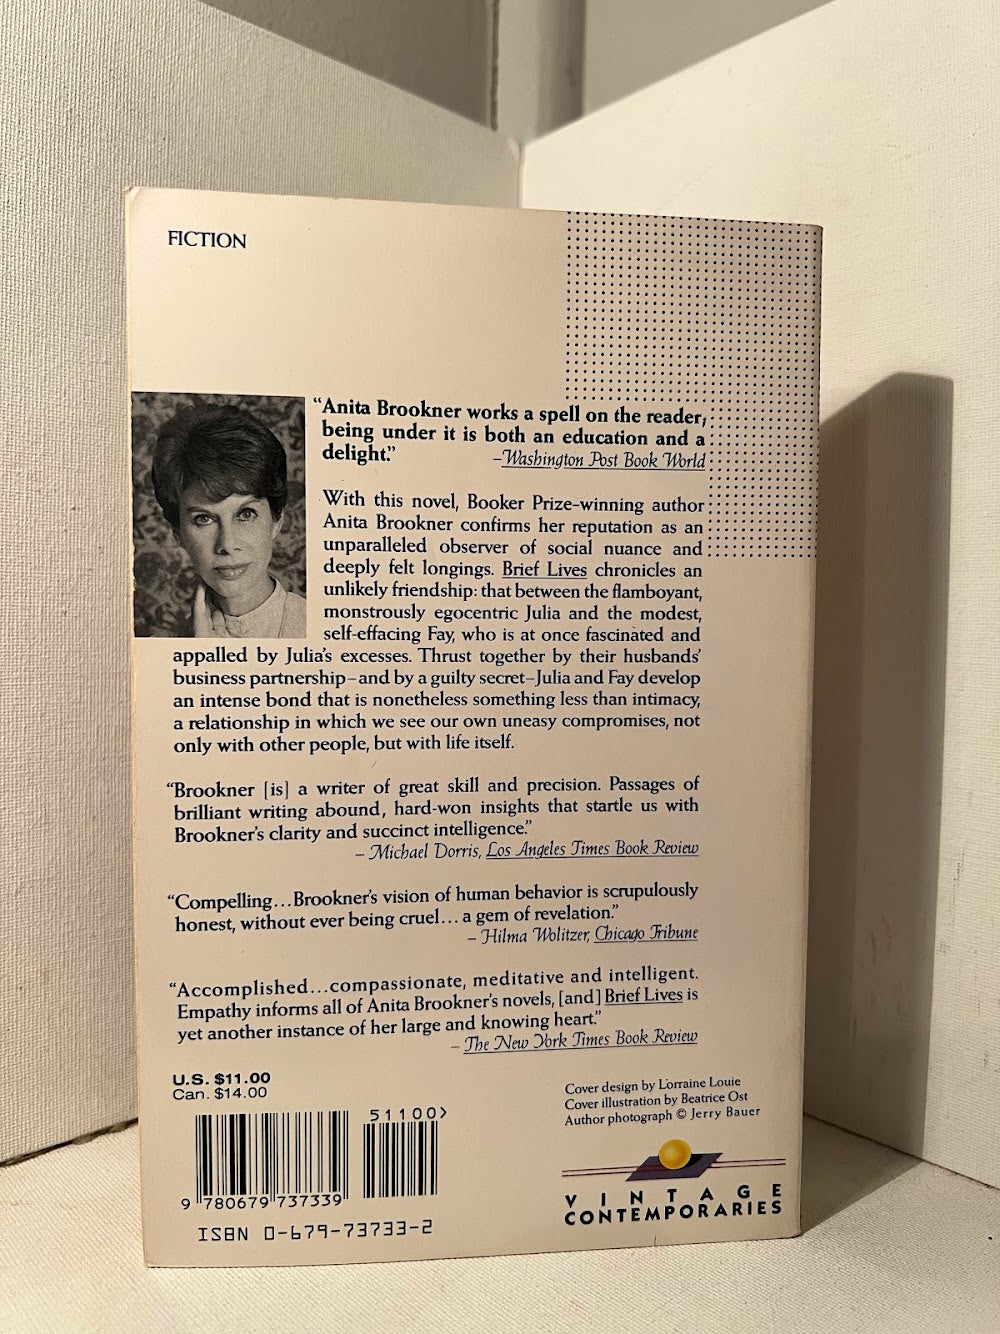 FICTION
“Anita Brookner works a spell on the reader,
being under it is both an education and a
delight.”
–Washington Post Book World
With this novel, Booker Prize–winning author
Anita Brookner confirms her reputation as an
unparalleled observer of social nuance and
deeply felt longings. Brief Lives chronicles an
unlikely friendship: that between the flamboyant,
monstrously egocentric Julia and the modest,
self-effacing Fay, who is at once fascinated and
appalled by Julia's excesses. Thrust together by their husbands'
business partnership–and by a guilty secret–Julia and Fay develop
an intense bond that is nonetheless something less than intimacy,
a relationship in which we see our own uneasy compromises, not
only with other people, but with life itself.
“Brookner [is] a writer of great skill and precision. Passages of
brilliant writing abound, hard-won insights that startle us with
Brookner's clarity and succinct intelligence.”
– Michael Dorris, Los Angeles Times Book Review
“Compelling...Brookner's vision of human behavior is scrupulously
honest, without ever being cruel... a gem of revelation.”
– Hilma Wolitzer, Chicago Tribune
“Accomplished...compassionate, meditative and intelligent.
Empathy informs all of Anita Brookner's novels, [and] Brief Lives is
yet another instance of her large and knowing heart.”
– The New York Times Book Review
U.S. $11.00
Can. $14.00
51100>
9 780679 737339
ISBN 0-679-73733-2
Cover design by Lorraine Louie
Cover illustration by Beatrice Ost
Author photograph © Jerry Bauer
VINTAGE
CONTEMPORARIES